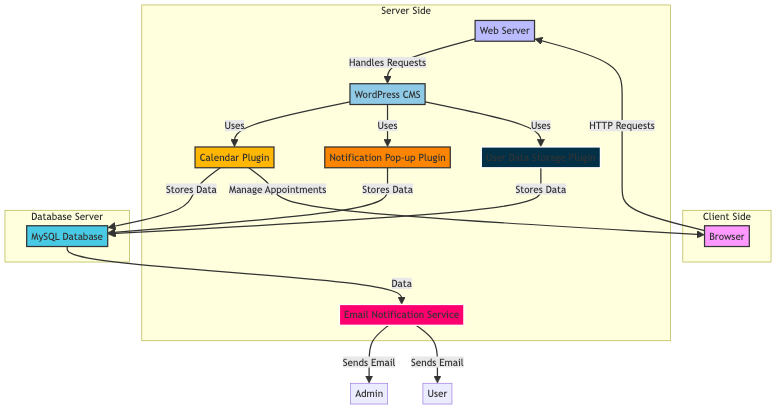 Server Side
Web Server
Handles Requests
WordPress CMS
HTTP Requests
Uses
Uses
Uses
Calendar Plugin
Notification Pop-up Plugin
User Data Storage Plugin
Stores Data
Manage Appointments
Stores Data
Stores Data
Database Server
Client Side
MySQL Database
Browser
Data
Email Notification Service
Sends Email
Sends Email
Admin
User